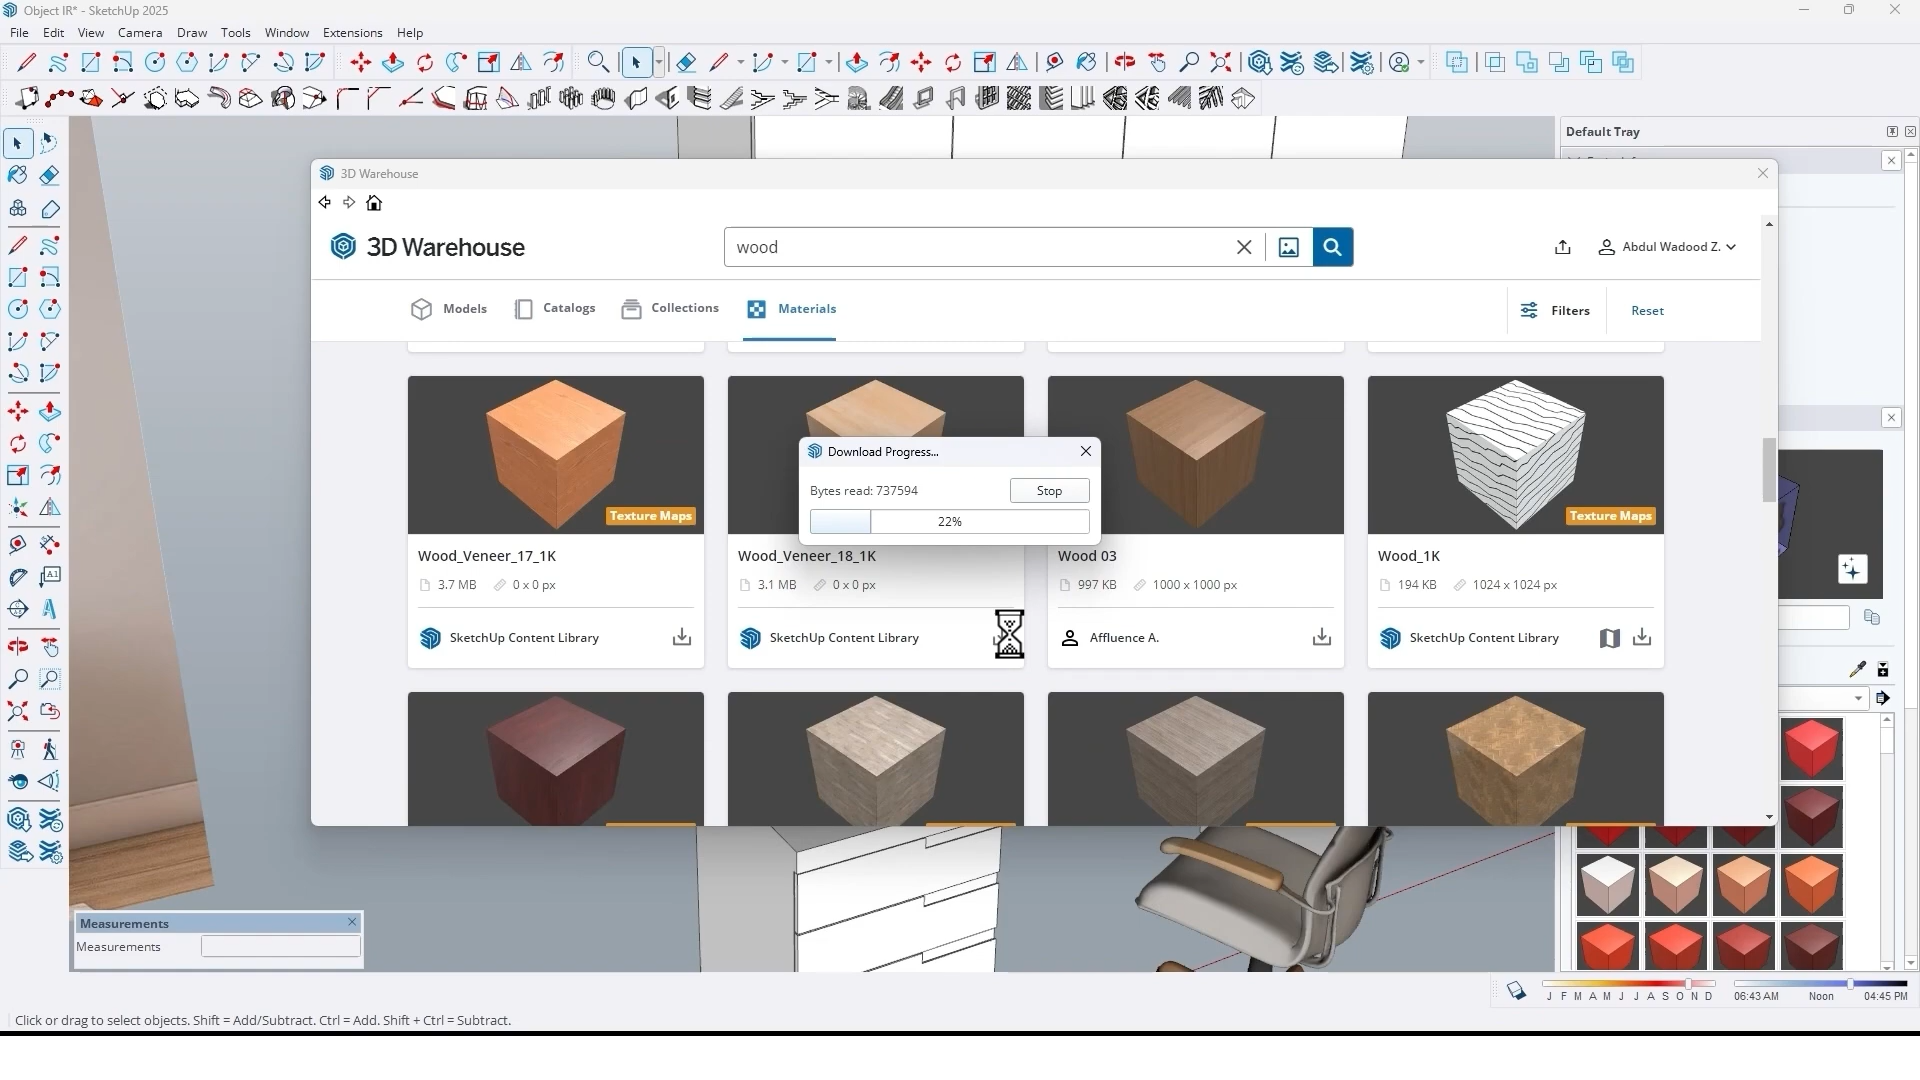 Object IR* - SketchUp 2025
File Edit View Camera Draw Tools Window Extensions Help
Default Tray
3D Warehouse
3D Warehouse
wood
Abdul Wadood Z.
Models Catalogs Collections Materials
Filters Reset
Download Progress...
Bytes read: 737594
Stop
22%
Texture Maps
Texture Maps
Wood_Veneer_17_1K
3.7 MB 0 x 0 px
SketchUp Content Library
Wood_Veneer_18_1K
3.1 MB 0 x 0 px
SketchUp Content Library
Wood 03
997 KB 1000 x 1000 px
Affluence A.
Wood_1K
194 KB 1024 x 1024 px
SketchUp Content Library
A1
Measurements
Measurements
J F M A M J J A S O N D
06:43 AM Noon 04:45 PM
Click or drag to select objects. Shift = Add/Subtract. Ctrl = Add. Shift + Ctrl = Subtract.